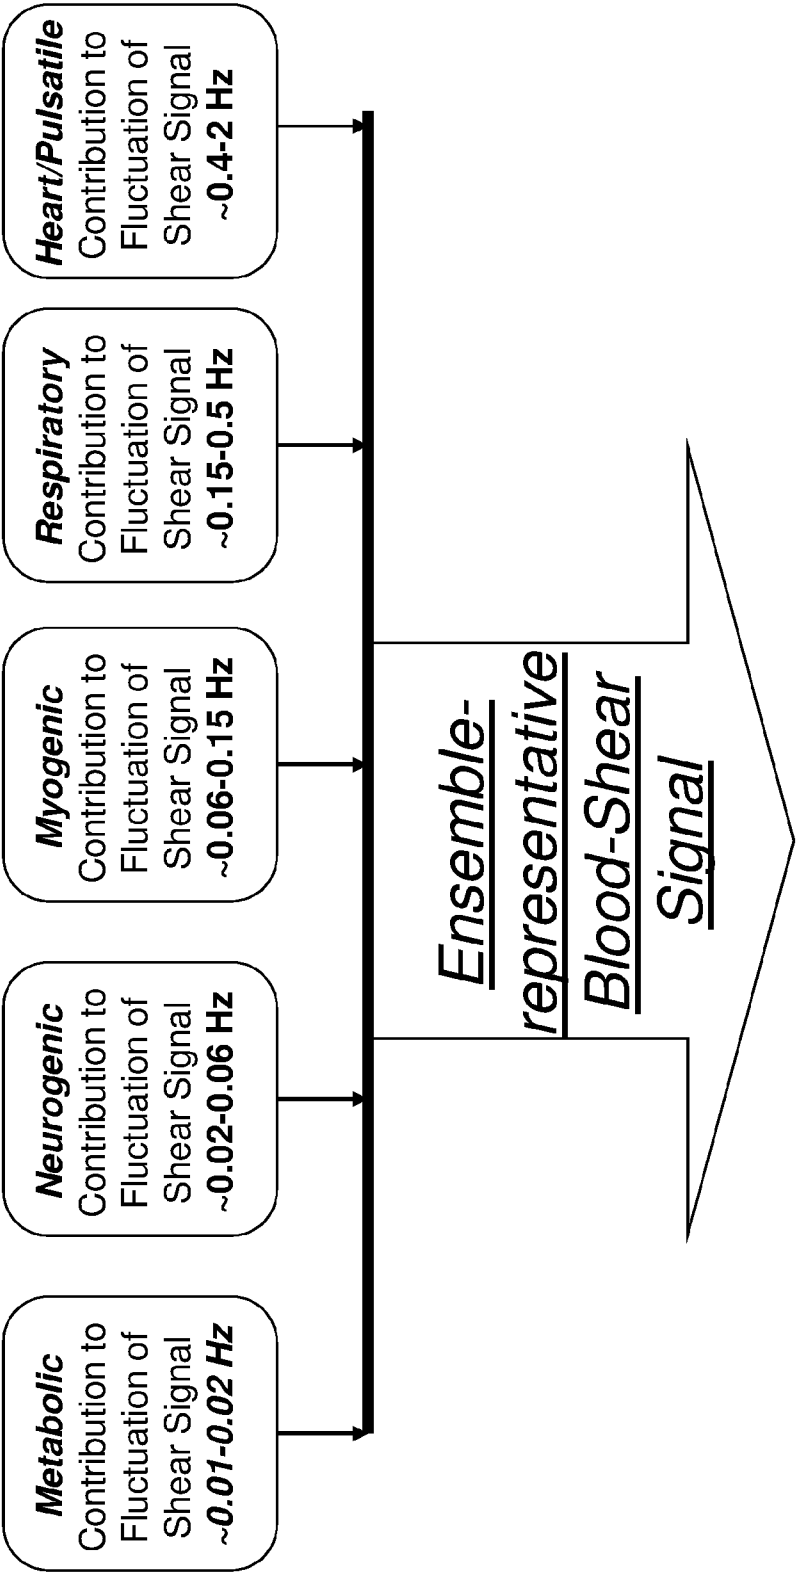 Metabolic
Contribution to
Fluctuation of
Shear Signal
~0.01-0.02 Hz
Neurogenic
Contribution to
Fluctuation of
Shear Signal
~0.02-0.06 Hz
Myogenic
Contribution to
Fluctuation of
Shear Signal
~0.06-0.15 Hz
Respiratory
Contribution to
Fluctuation of
Shear Signal
~0.15-0.5 Hz
Heart/Pulsatile
Contribution to
Fluctuation of
Shear Signal
~0.4-2 Hz
Ensemble-
representative
Blood-Shear
Signal